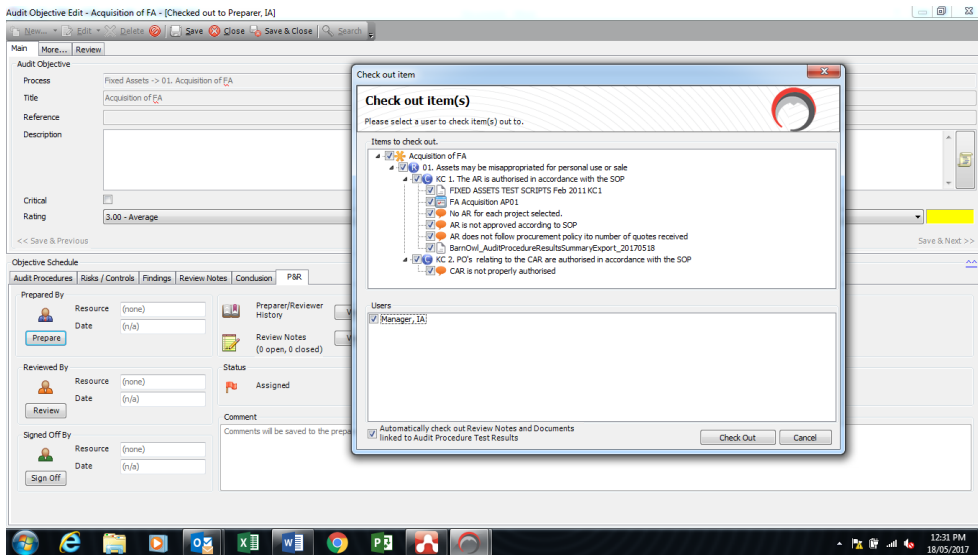 Audit Objective Edit - Acquisition of FA - [Checked out to Preparer, IA]
New... Edit Delete Save Close Save & Close Search
Main More... Review
Audit Objective
Process Fixed Assets -> 01. Acquisition of FA
Title Acquisition of FA
Reference
Description
Critical
Rating 3.00 - Average
<< Save & Previous Save & Next >>
Objective Schedule
Audit Procedures Risks / Controls Findings Review Notes Conclusion P&R
Prepared By
Resource (none)
Date (n/a)
Prepare
Preparer/Reviewer
History
Review Notes
(0 open, 0 closed)
Reviewed By
Resource (none)
Date (n/a)
Review
Status
Assigned
Signed Off By
Resource (none)
Date (n/a)
Sign Off
Comment
Comments will be saved to the prepa
Check out item
Check out item(s)
Please select a user to check item(s) out to.
Items to check out.
Acquisition of FA
R 01. Assets may be misappropriated for personal use or sale
C KC 1. The AR is authorised in accordance with the SOP
FIXED ASSETS TEST SCRIPTS Feb 2011 KC1
FA Acquisition AP01
No AR for each project selected.
AR is not approved according to SOP
AR does not follow procurement policy ito number of quotes received
BarnOwl_AuditProcedureResultsSummaryExport_20170518
C KC 2. PO's relating to the CAR are authorised in accordance with the SOP
CAR is not properly authorised
Users
Manager, IA
Automatically check out Review Notes and Documents
linked to Audit Procedure Test Results
Check Out Cancel
12:31 PM
18/05/2017